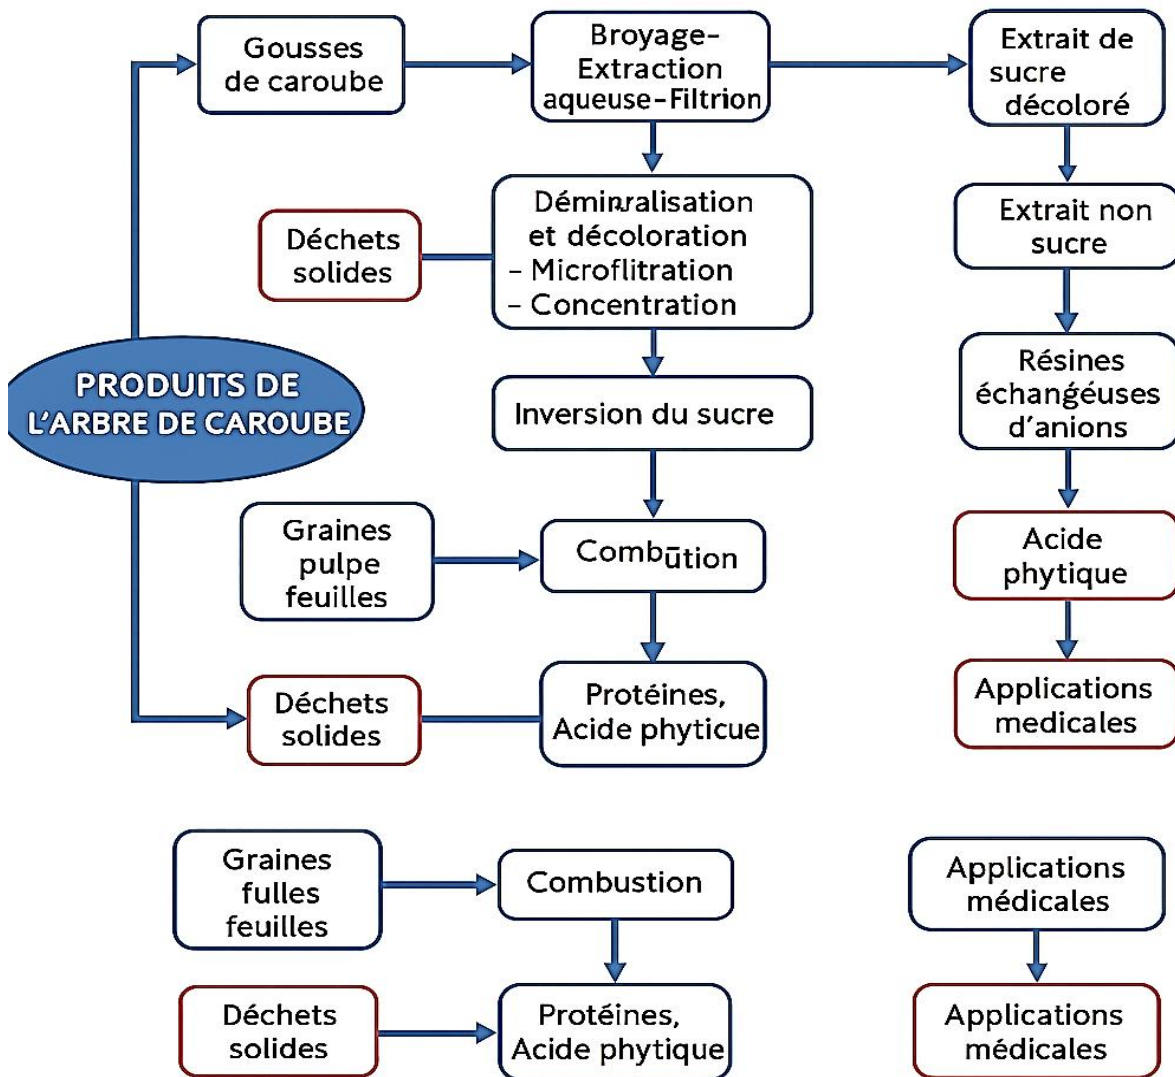 Gousses
de caroube
Broyage-
Extraction
aqueuse-Filtrion
Extrait de
sucre
décoloré
Déchets
solides
Déminralisation
et décoloration
- Microflitration
- Concentration
Extrait non
sucre
PRODUITS DE
L'ARBRE DE CAROUBE
Inversion du sucre
Résines
échanǵéuses
d'anions
Graines
pulpe
feuilles
Combūtion
Acide
phytique
Déchets
solides
Protéines,
Acide phyticue
Applications
medicales
Graines
fulles
feuilles
Combustion
Applications
médicales
Déchets
solides
Protéines,
Acide phytique
Applications
médicales